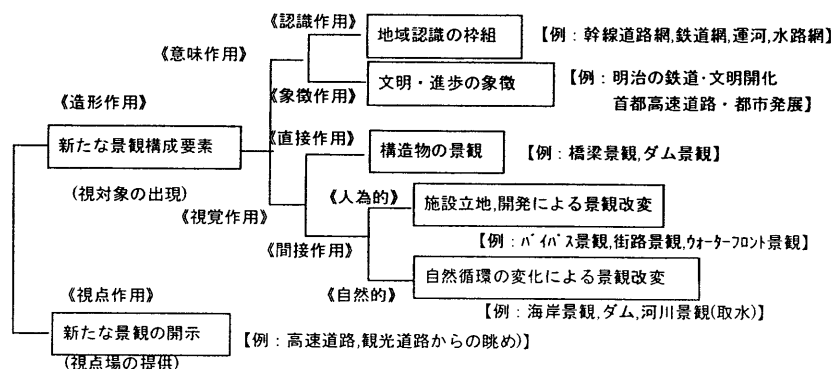 《認識作用》
地域認識の枠組
【例：幹線道路網,鉄道網,運河,水路網】
《意味作用》
文明・進歩の象徴
【例：明治の鉄道･文明開化
首都高速道路・都市発展】
《象徴作用》
《造形作用》
新たな景観構成要素
(視対象の出現)
《直接作用》
構造物の景観
【例：橋梁景観,ダム景観】
《視覚作用》
《人為的》
施設立地,開発による景観改変
【例：ﾊﾞｲﾊﾟｽ景観,街路景観,ｳｫｰﾀｰﾌﾛﾝﾄ景観】
《間接作用》
自然循環の変化による景観改変
《自然的》
【例：海岸景観,ダム,河川景観(取水)】
《視点作用》
新たな景観の開示
【例：高速道路,観光道路からの眺め)】
(視点場の提供)